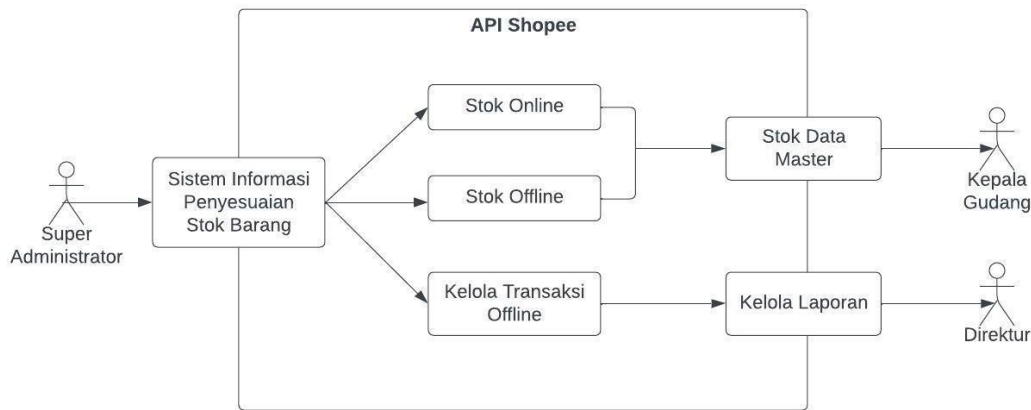 API Shopee
Stok Online
Stok Offline
Stok Data
Master
Kepala
Gudang
Sistem Informasi
Penyesuaian
Stok Barang
Super
Administrator
Kelola Transaksi
Offline
Kelola Laporan
Direktur